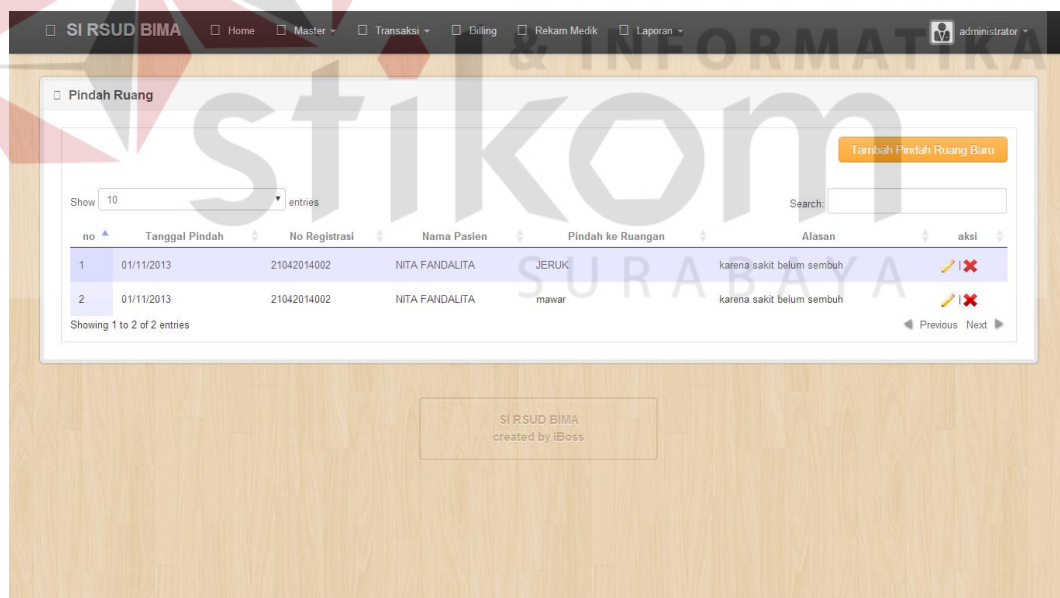 SI RSUD BIMA Home Master Transaksi Billing Rekam Medik Laporan administrator
& INFORMATIKA
Pindah Ruang
stikom
Tambah Pindah Ruang Baru
Show 10 entries Search:
no Tanggal Pindah No Registrasi Nama Pasien Pindah ke Ruangan Alasan aksi
1 01/11/2013 21042014002 NITA FANDALITA JERUK karena sakit belum sembuh |
SURABAYA
2 01/11/2013 21042014002 NITA FANDALITA mawar karena sakit belum sembuh |
Showing 1 to 2 of 2 entries Previous Next
SI RSUD BIMA
created by iBoss